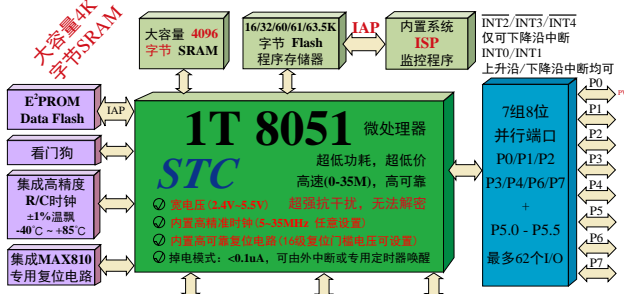 大容量4K
字节SRAM
大容量 4096
字节 SRAM
16/32/60/61/63.5K
字节 Flash
程序存储器
IAP
内置系统
ISP
监控程序
INT2/INT3/INT4
仅可下降沿中断
INT0/INT1
上升沿/下降沿中断均可
E²PROM
Data Flash
IAP
看门狗
集成高精度
R/C时钟
±1%温飘
-40℃ ~ +85℃
集成MAX810
专用复位电路
1T 8051 微处理器
STC
超低功耗，超低价
高速(0-35M)，高可靠
宽电压(2.4V~5.5V)
超强抗干扰，无法解密
内置高精准时钟(5~35MHz 任意设置)
内置高可靠复位电路(16级复位门槛电压可设置)
掉电模式：<0.1uA，可由外中断或专用定时器唤醒
7组8位
并行端口
P0/P1/P2
P3/P4/P6/P7
+
P5.0 - P5.5
最多62个I/O
P0
P1
P2
P3
P4
P5
P6
P7